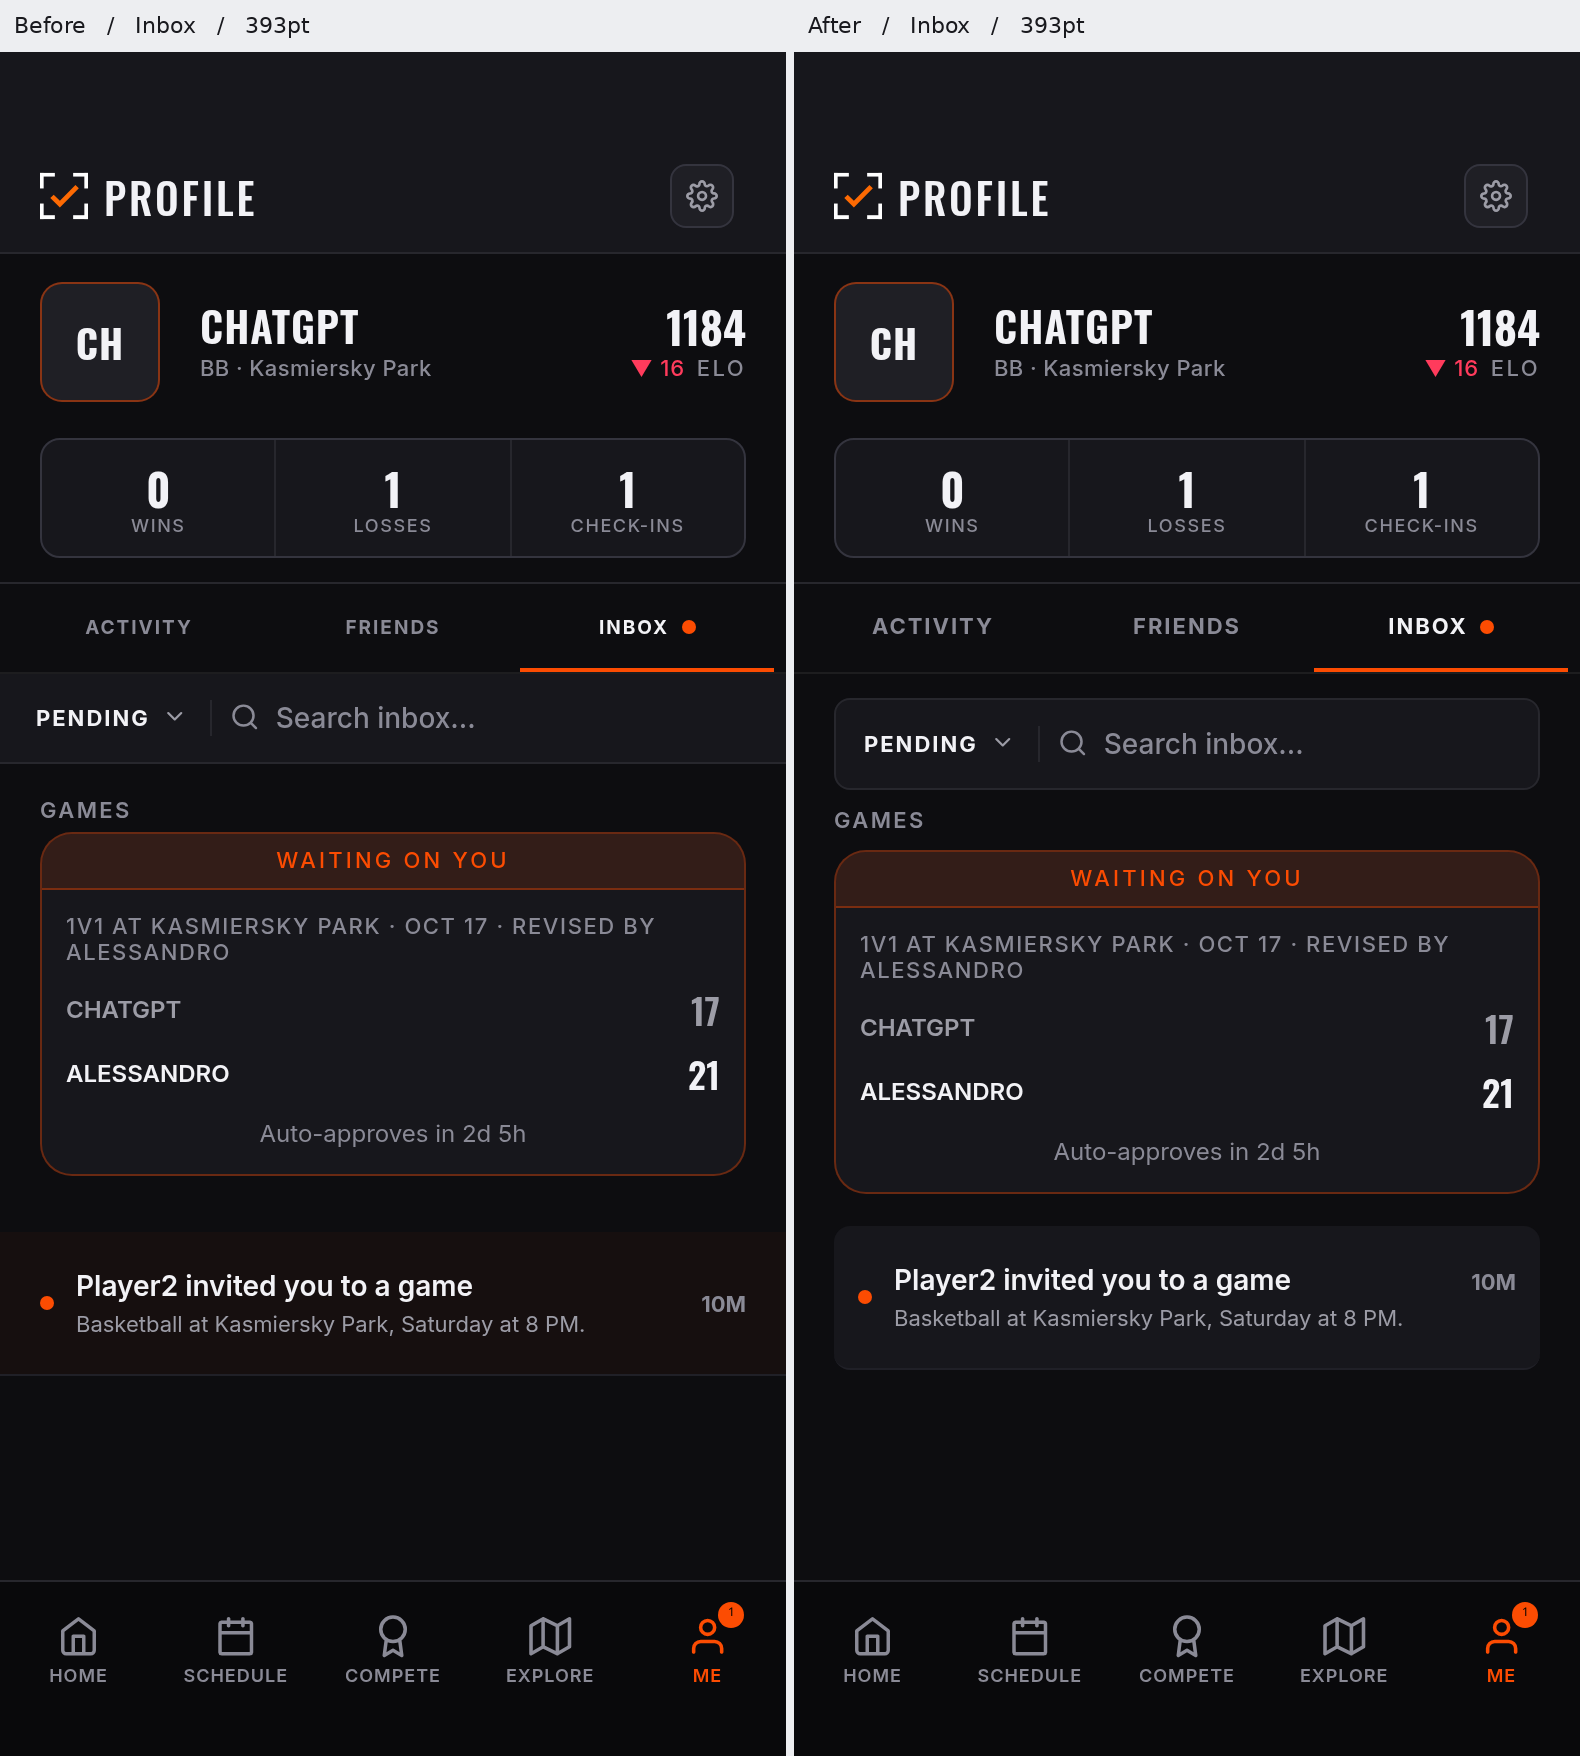 Before / Inbox / 393pt
PROFILE
CH
CHATGPT
BB · Kasmiersky Park
1184
▼ 16 ELO
0
WINS
1
LOSSES
1
CHECK-INS
ACTIVITY
FRIENDS
INBOX
PENDING
Search inbox...
GAMES
WAITING ON YOU
1V1 AT KASMIERSKY PARK · OCT 17 · REVISED BY
ALESSANDRO
CHATGPT 17
ALESSANDRO 21
Auto-approves in 2d 5h
Player2 invited you to a game
Basketball at Kasmiersky Park, Saturday at 8 PM.
10M
HOME
SCHEDULE
COMPETE
EXPLORE
1
ME
After / Inbox / 393pt
PROFILE
CH
CHATGPT
BB · Kasmiersky Park
1184
▼ 16 ELO
0
WINS
1
LOSSES
1
CHECK-INS
ACTIVITY
FRIENDS
INBOX
PENDING
Search inbox...
GAMES
WAITING ON YOU
1V1 AT KASMIERSKY PARK · OCT 17 · REVISED BY
ALESSANDRO
CHATGPT 17
ALESSANDRO 21
Auto-approves in 2d 5h
Player2 invited you to a game
Basketball at Kasmiersky Park, Saturday at 8 PM.
10M
HOME
SCHEDULE
COMPETE
EXPLORE
1
ME